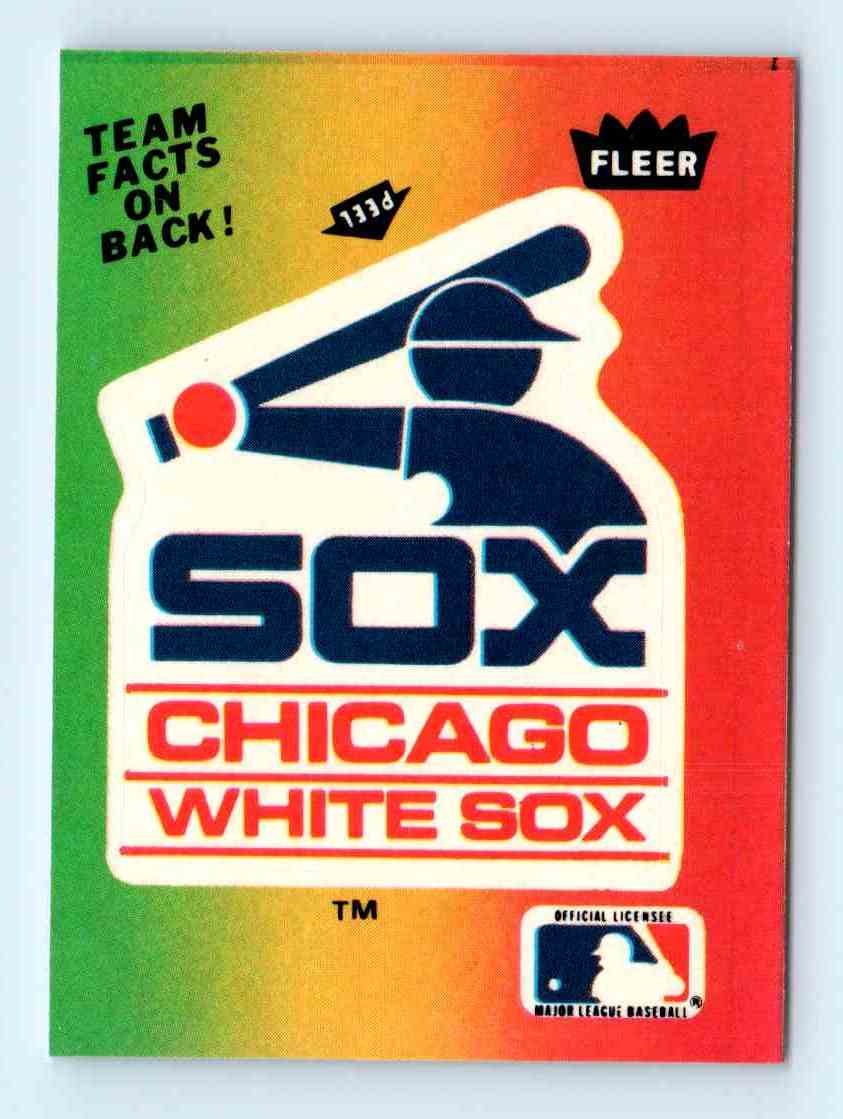 TEAM
FACTS
ON
BACK!
FLEER
PEEL
SOX
CHICAGO
WHITE SOX
TM
OFFICIAL LICENSEE
MAJOR LEAGUE BASEBALL®